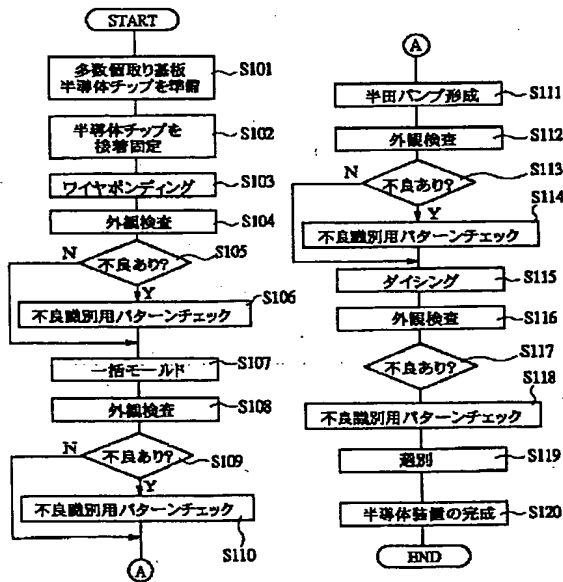 START
多数値取り基板
半導体チップを準備
S101
半導体チップを
接着固定
S102
ワイヤボンディング
S103
外観検査
S104
不良あり?
S105
N
Y
不良識別用パターンチェック
S106
一括モールド
S107
外観検査
S108
不良あり?
S109
N
Y
不良識別用パターンチェック
S110
A
A
半田バンプ形成
S111
外観検査
S112
不良あり?
S113
N
Y
S114
不良識別用パターンチェック
ダイシング
S115
外観検査
S116
不良あり?
S117
S118
不良識別用パターンチェック
選別
S119
半導体装置の完成
S120
END